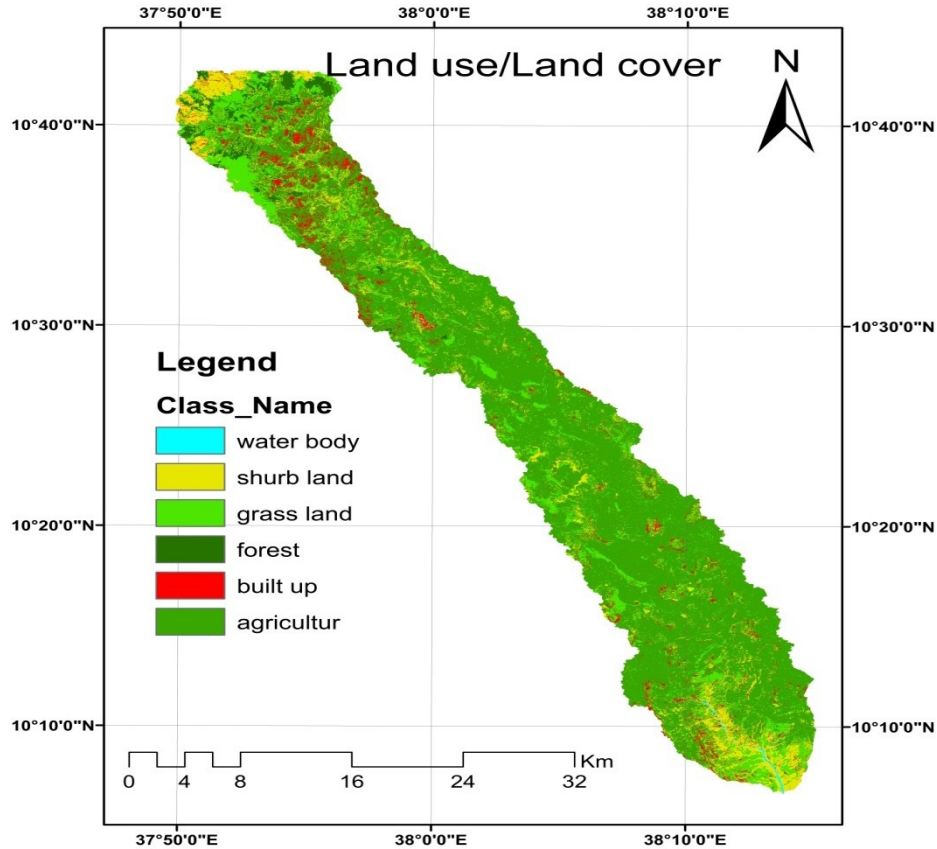 37°50'0"E 38°0'0"E 38°10'0"E
Land use/Land cover
N
10°40'0"N 10°40'0"N
10°30'0"N 10°30'0"N
Legend
Class_Name
water body
shurb land
grass land
forest
built up
agricultur
10°20'0"N 10°20'0"N
10°10'0"N 10°10'0"N
Km
0 4 8 16 24 32
37°50'0"E 38°0'0"E 38°10'0"E